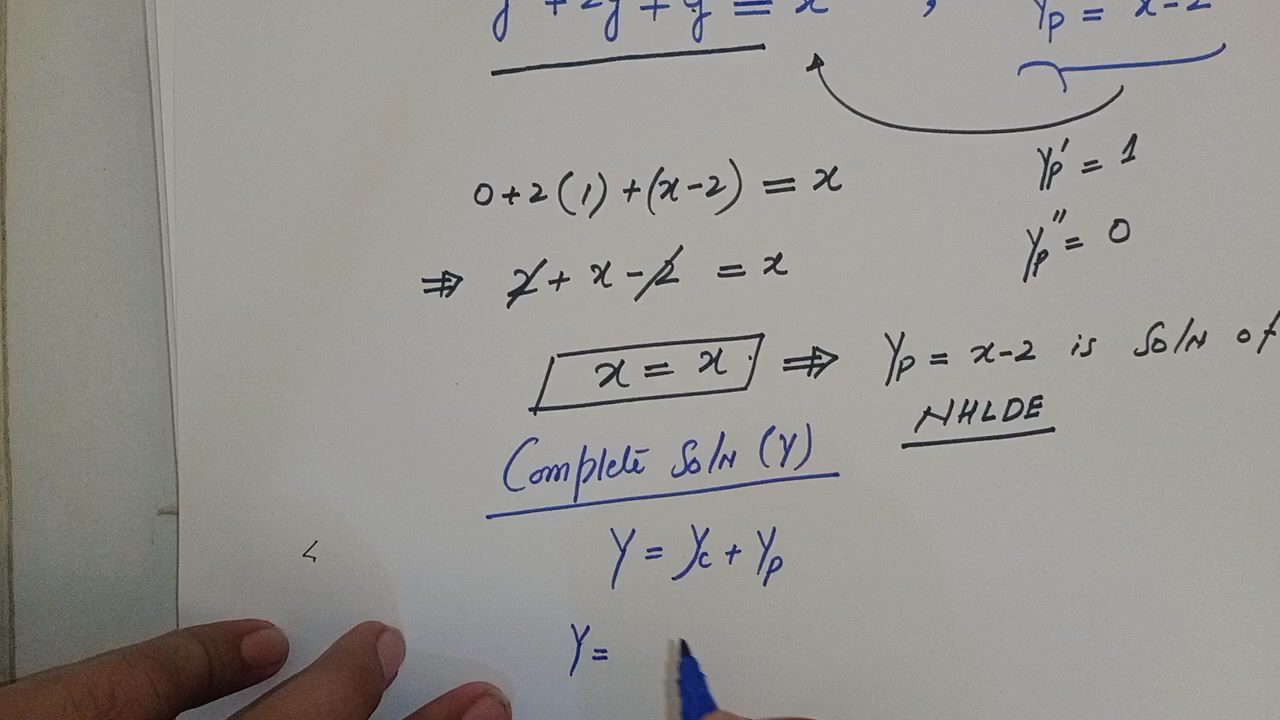 y + 2y + y = x , Yp = x-2
Yp' = 1
0+2(1)+(x-2) = x
Yp'' = 0
⇒ 2 + x - 2 = x
x = x ⇒ Yp = x-2 is Soln of
NHLDE
Complete Soln (Y)
Y = Yc + Yp
Y =